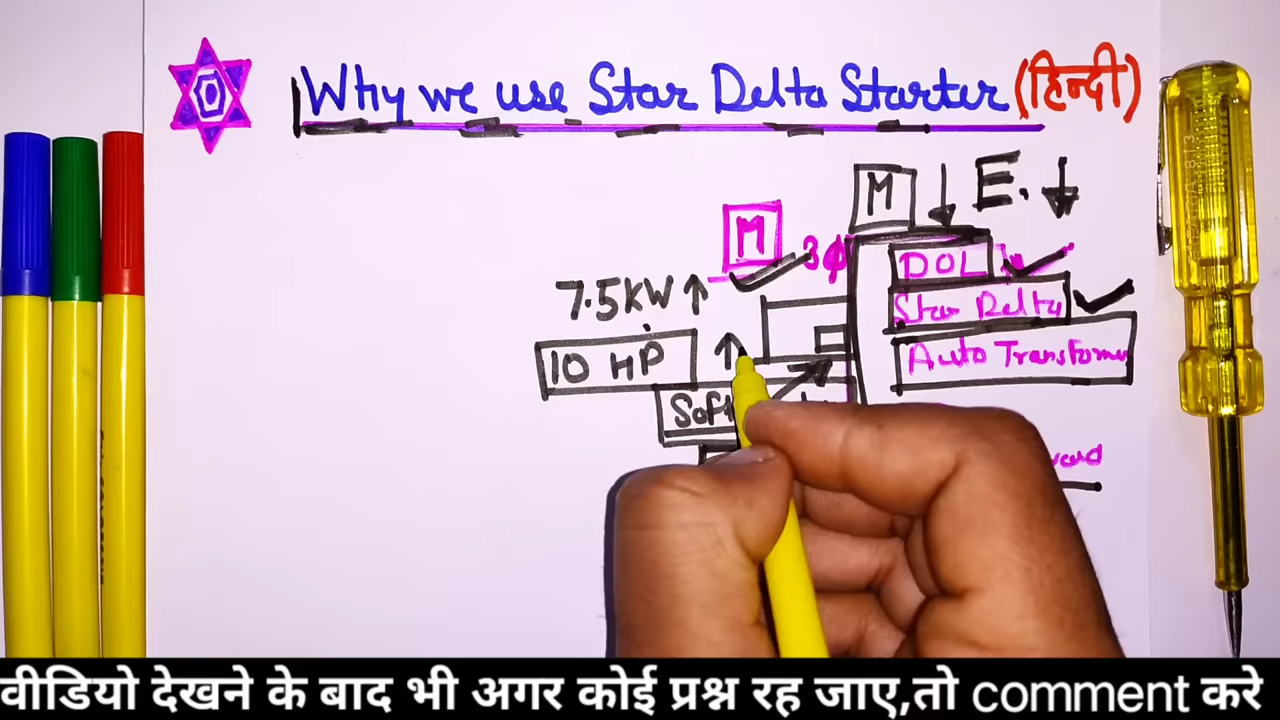 Why we use Star Delta Starter (हिन्दी)
M E.
M 3φ DOL
7.5KW Star Delta
10 HP Auto Transformer
वीडियो देखने के बाद भी अगर कोई प्रश्न रह जाए,तो comment करे